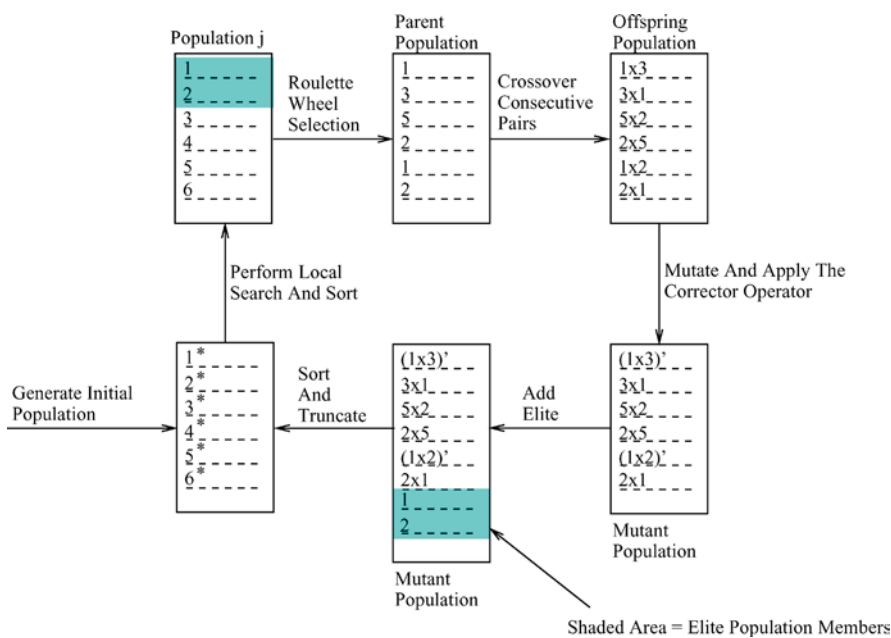 Population j
1
2
3
4
5
6
Roulette
Wheel
Selection
Parent
Population
1
3
5
2
1
2
Crossover
Consecutive
Pairs
Offspring
Population
1x3
3x1
5x2
2x5
1x2
2x1
Mutate And Apply The
Corrector Operator
(1x3)’
3x1
5x2
2x5
(1x2)’
2x1
Mutant
Population
Add
Elite
(1x3)’
3x1
5x2
2x5
(1x2)’
2x1
1
2
Mutant
Population
Shaded Area = Elite Population Members
Sort
And
Truncate
1*
2*
3*
4*
5*
6*
Generate Initial
Population
Perform Local
Search And Sort